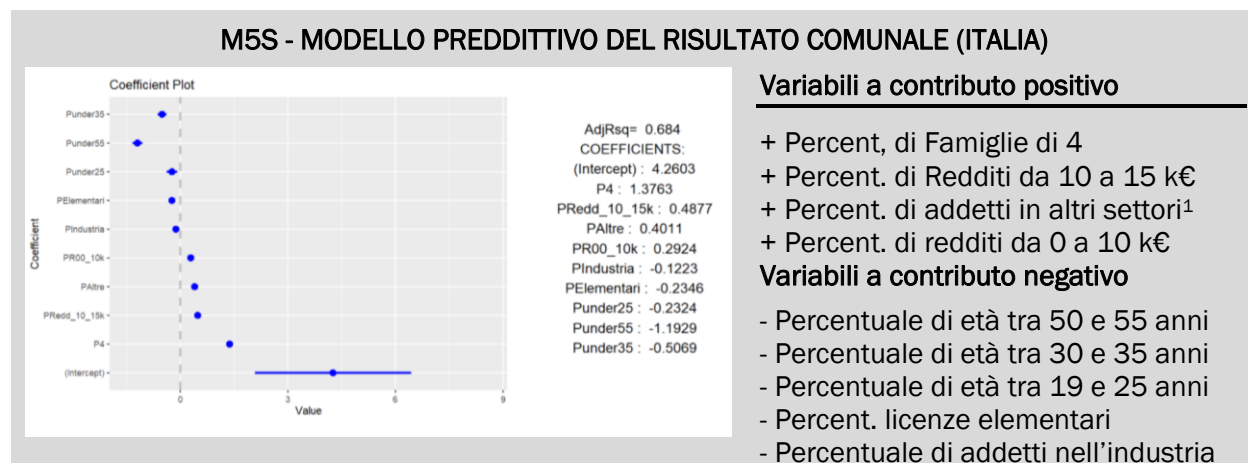 M5S - MODELLO PREDDITTIVO DEL RISULTATO COMUNALE (ITALIA)
Coefficient Plot
Coefficient
Punder35
Punder55
Punder25
PElementari
PIndustria
PR00_10k
PAltre
PRedd_10_15k
P4
(Intercept)
0 3 6 9
Value
AdjRsq= 0.684
COEFFICIENTS:
(Intercept) : 4.2603
P4 : 1.3763
PRedd_10_15k : 0.4877
PAltre : 0.4011
PR00_10k : 0.2924
PIndustria : -0.1223
PElementari : -0.2346
Punder25 : -0.2324
Punder55 : -1.1929
Punder35 : -0.5069
Variabili a contributo positivo
+ Percent, di Famiglie di 4
+ Percent. di Redditi da 10 a 15 k€
+ Percent. di addetti in altri settori¹
+ Percent. di redditi da 0 a 10 k€
Variabili a contributo negativo
- Percentuale di età tra 50 e 55 anni
- Percentuale di età tra 30 e 35 anni
- Percentuale di età tra 19 e 25 anni
- Percent. licenze elementari
- Percentuale di addetti nell'industria